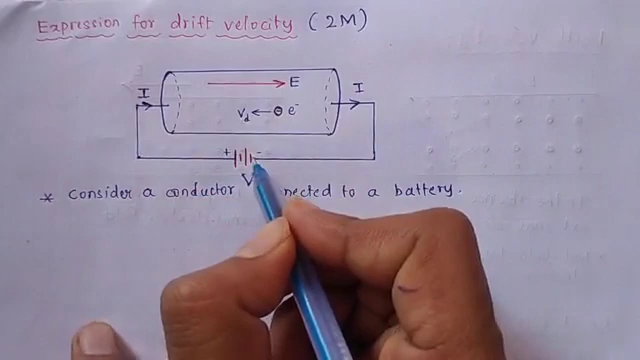 Expression for drift velocity (2M)
E
I
I
Vd ← ⊖ e⁻
+ -
V
* Consider a conductor nected to a battery.